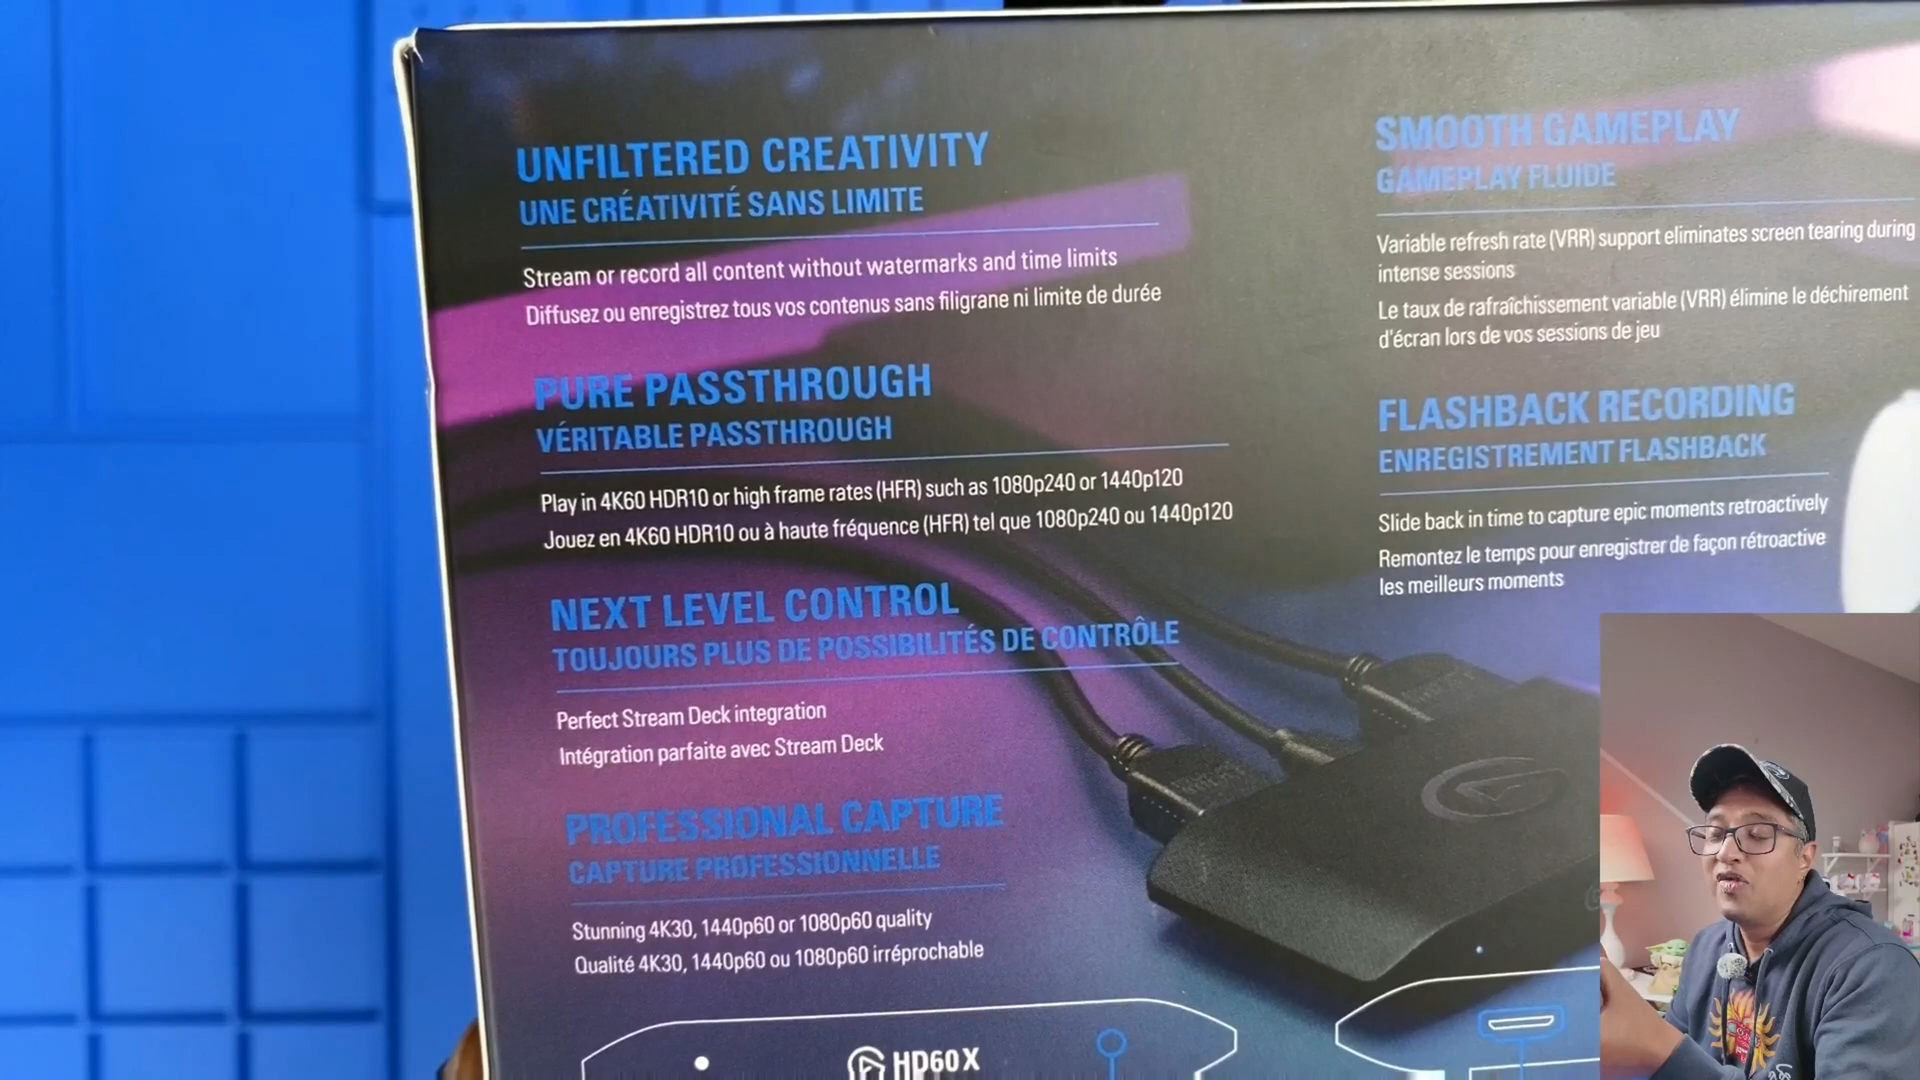 UNFILTERED CREATIVITY
UNE CRÉATIVITÉ SANS LIMITE
Stream or record all content without watermarks and time limits
Diffusez ou enregistrez tous vos contenus sans filigrane ni limite de durée
PURE PASSTHROUGH
VÉRITABLE PASSTHROUGH
Play in 4K60 HDR10 or high frame rates (HFR) such as 1080p240 or 1440p120
Jouez en 4K60 HDR10 ou à haute fréquence (HFR) tel que 1080p240 ou 1440p120
NEXT LEVEL CONTROL
TOUJOURS PLUS DE POSSIBILITÉS DE CONTRÔLE
Perfect Stream Deck integration
Intégration parfaite avec Stream Deck
PROFESSIONAL CAPTURE
CAPTURE PROFESSIONNELLE
Stunning 4K30, 1440p60 or 1080p60 quality
Qualité 4K30, 1440p60 ou 1080p60 irréprochable
HD60 X
SMOOTH GAMEPLAY
GAMEPLAY FLUIDE
Variable refresh rate (VRR) support eliminates screen tearing during
intense sessions
Le taux de rafraîchissement variable (VRR) élimine le déchirement
d'écran lors de vos sessions de jeu
FLASHBACK RECORDING
ENREGISTREMENT FLASHBACK
Slide back in time to capture epic moments retroactively
Remontez le temps pour enregistrer de façon rétroactive
les meilleurs moments